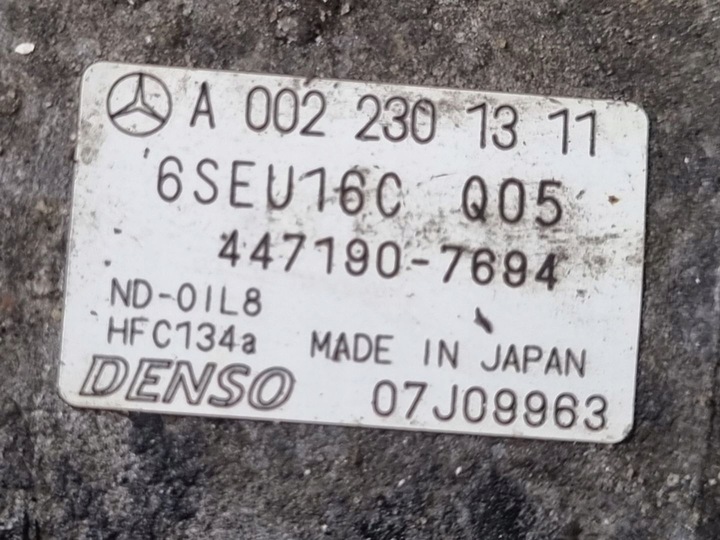 A 002 230 13 11
6SEU16C Q05
447190-7694
ND-OIL8
HFC134a MADE IN JAPAN
DENSO 07J09963